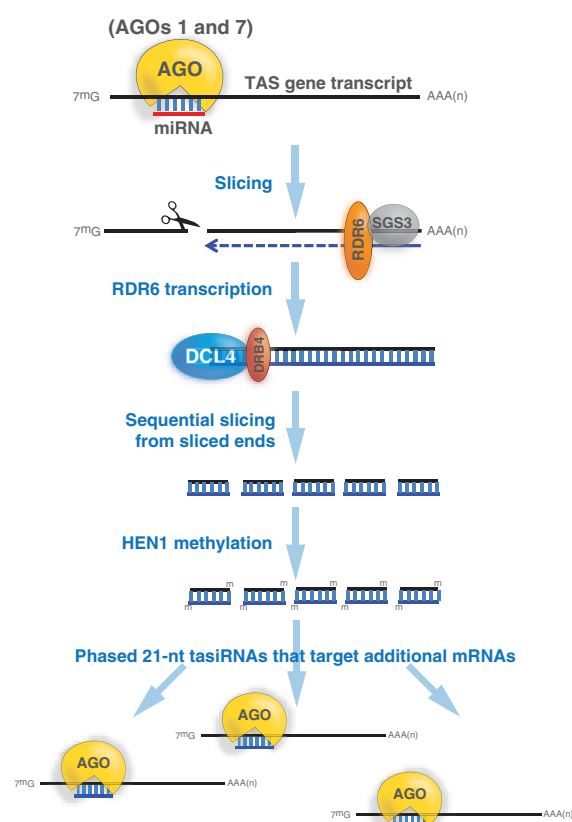 (AGOs 1 and 7)
AGO
TAS gene transcript
7mG
AAA(n)
miRNA
Slicing
7mG
RDR6
SGS3
AAA(n)
RDR6 transcription
DCL4
DRB4
Sequential slicing
from sliced ends
HEN1 methylation
m m m m m
m m m m m
Phased 21-nt tasiRNAs that target additional mRNAs
AGO
7mG
AAA(n)
AGO
7mG
AAA(n)
AGO
7mG
AAA(n)